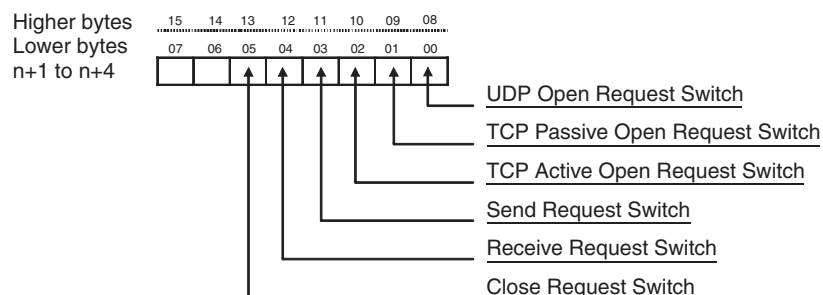 Higher bytes 15 14 13 12 11 10 09 08
Lower bytes 07 06 05 04 03 02 01 00
n+1 to n+4
UDP Open Request Switch
TCP Passive Open Request Switch
TCP Active Open Request Switch
Send Request Switch
Receive Request Switch
Close Request Switch